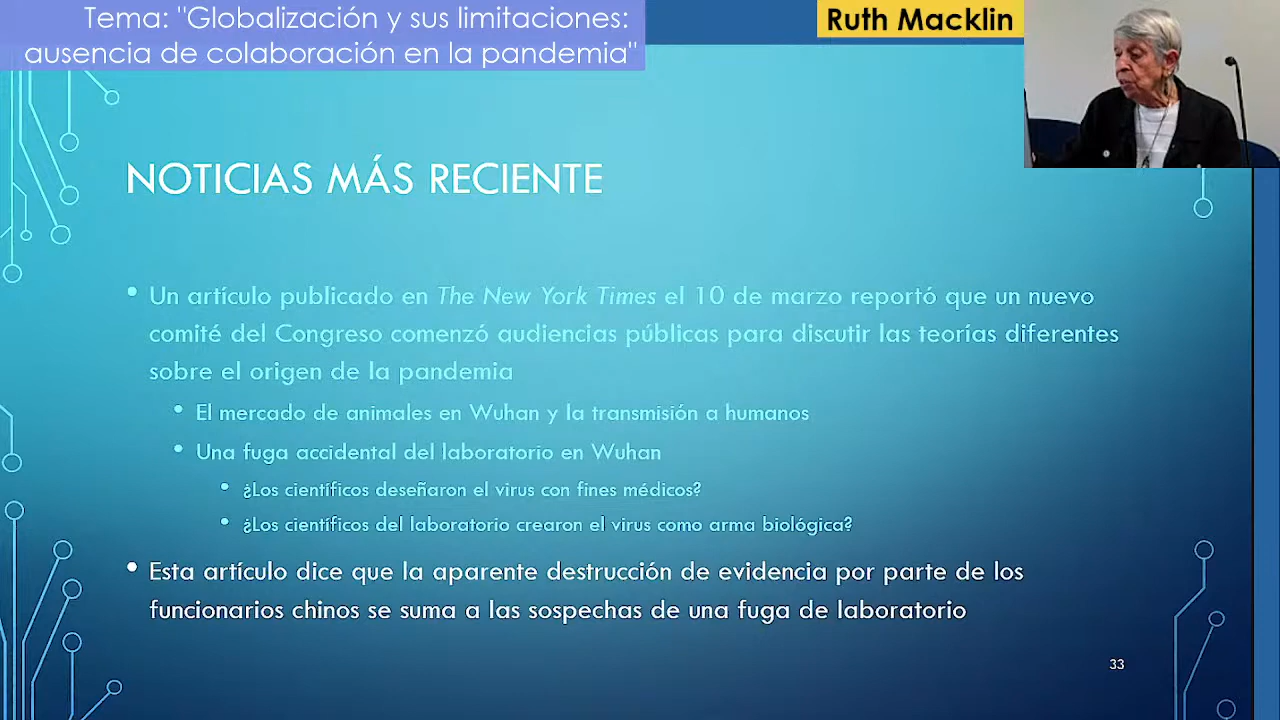 Tema: "Globalización y sus limitaciones:
ausencia de colaboración en la pandemia"
Ruth Macklin
NOTICIAS MÁS RECIENTE
• Un artículo publicado en The New York Times el 10 de marzo reportó que un nuevo
comité del Congreso comenzó audiencias públicas para discutir las teorías diferentes
sobre el origen de la pandemia
• El mercado de animales en Wuhan y la transmisión a humanos
• Una fuga accidental del laboratorio en Wuhan
• ¿Los científicos deseñaron el virus con fines médicos?
• ¿Los científicos del laboratorio crearon el virus como arma biológica?
• Esta artículo dice que la aparente destrucción de evidencia por parte de los
funcionarios chinos se suma a las sospechas de una fuga de laboratorio
33